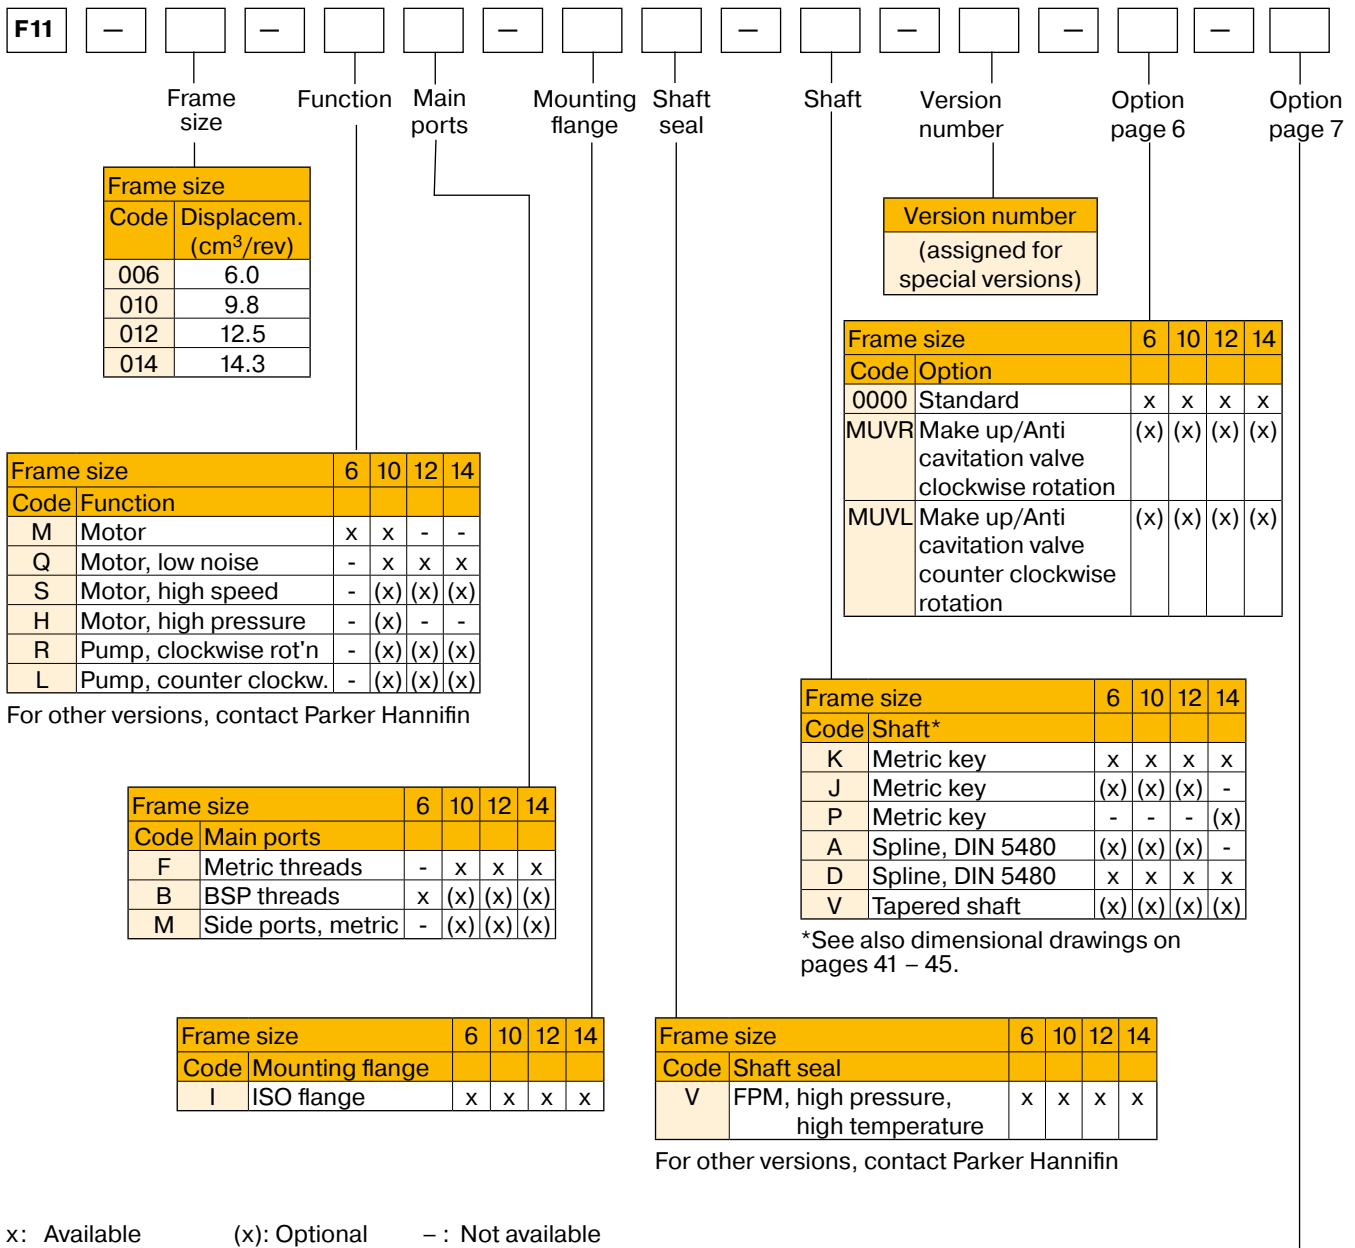 F11 – – – – – – –
Frame size
Function
Main ports
Mounting flange
Shaft seal
Shaft
Version number
Option page 6
Option page 7
Frame size
Code Displacem. (cm³/rev)
006 6.0
010 9.8
012 12.5
014 14.3
Version number
(assigned for
special versions)
Frame size 6 10 12 14
Code Option
0000 Standard x x x x
MUVR Make up/Anti (x) (x) (x) (x)
cavitation valve
clockwise rotation
MUVL Make up/Anti (x) (x) (x) (x)
cavitation valve
counter clockwise
rotation
Frame size 6 10 12 14
Code Function
M Motor x x - -
Q Motor, low noise - x x x
S Motor, high speed - (x) (x) (x)
H Motor, high pressure - (x) - -
R Pump, clockwise rot'n - (x) (x) (x)
L Pump, counter clockw. - (x) (x) (x)
For other versions, contact Parker Hannifin
Frame size 6 10 12 14
Code Shaft*
K Metric key x x x x
J Metric key (x) (x) (x) -
P Metric key - - - (x)
A Spline, DIN 5480 (x) (x) (x) -
D Spline, DIN 5480 x x x x
V Tapered shaft (x) (x) (x) (x)
*See also dimensional drawings on
pages 41 – 45.
Frame size 6 10 12 14
Code Main ports
F Metric threads - x x x
B BSP threads x (x) (x) (x)
M Side ports, metric - (x) (x) (x)
Frame size 6 10 12 14
Code Mounting flange
I ISO flange x x x x
Frame size 6 10 12 14
Code Shaft seal
V FPM, high pressure, x x x x
high temperature
For other versions, contact Parker Hannifin
x: Available (x): Optional – : Not available